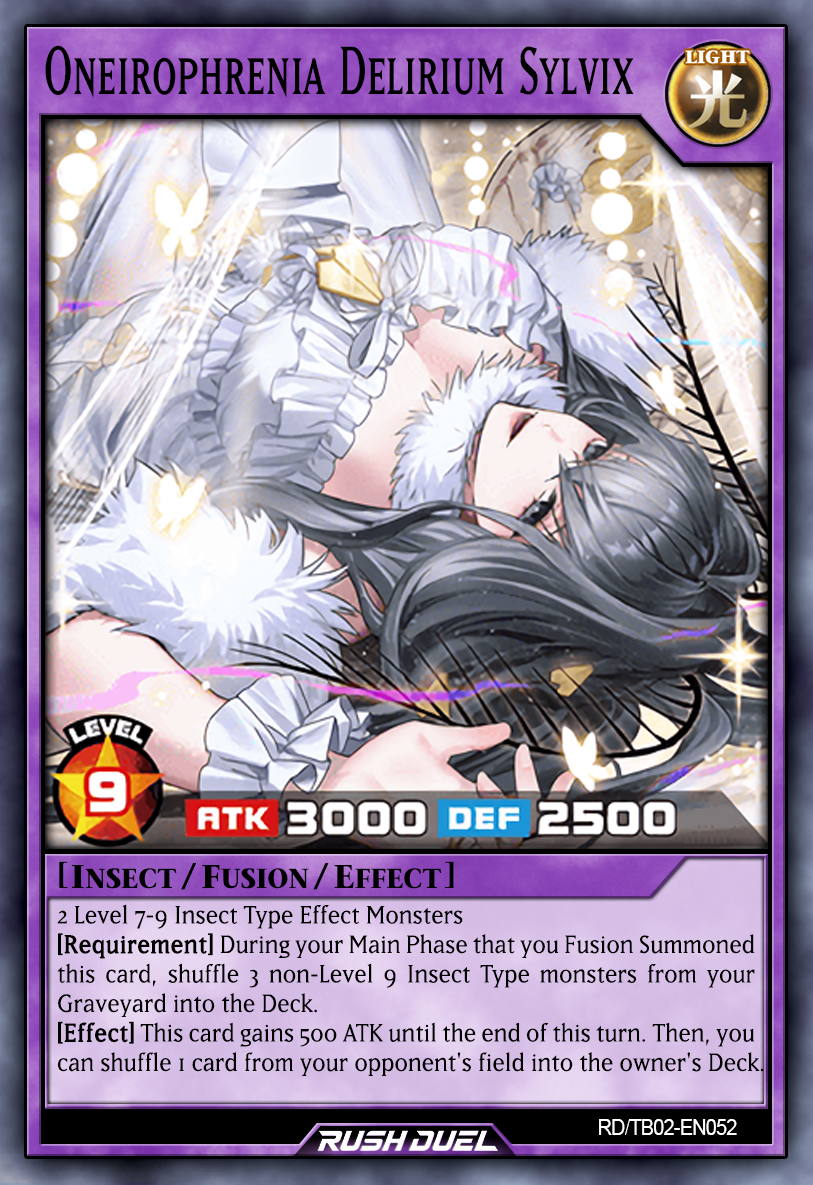 Oneirophrenia Delirium Sylvix
LIGHT
光
LEVEL
9
ATK 3000 DEF 2500
[Insect / Fusion / Effect]
2 Level 7-9 Insect Type Effect Monsters
[Requirement] During your Main Phase that you Fusion Summoned
this card, shuffle 3 non-Level 9 Insect Type monsters from your
Graveyard into the Deck.
[Effect] This card gains 500 ATK until the end of this turn. Then, you
can shuffle 1 card from your opponent's field into the owner's Deck.
RD/TB02-EN052
RUSH DUEL